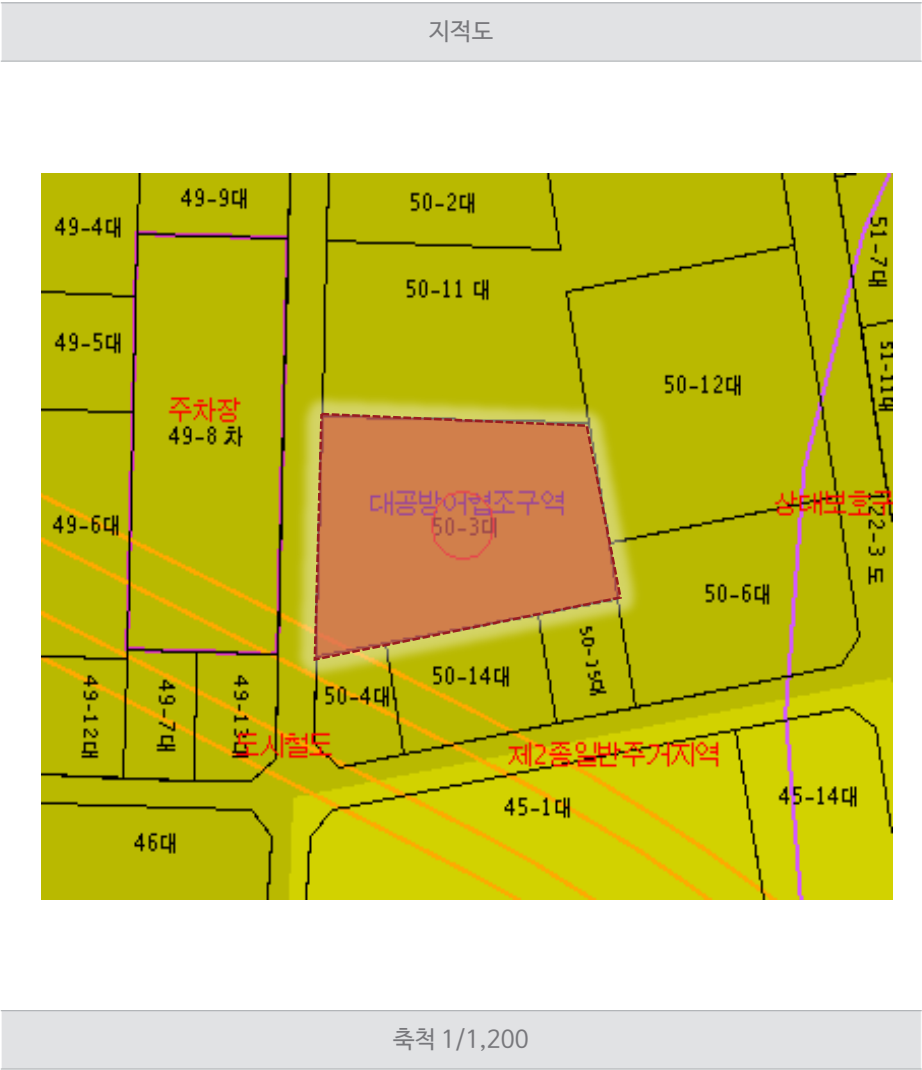 지적도
49-9대
50-2대
49-4대
51-7대
50-11 대
49-5대
51-11대
50-12대
주차장
49-8 차
대공방어협조구역
상대보호구
49-6대
50-3대
122-3 도
50-6대
50-15대
50-14대
50-4대
49-12대
49-7대
49-13대
도시철도
제2종일반주거지역
45-14대
45-1대
46대
축척 1/1,200